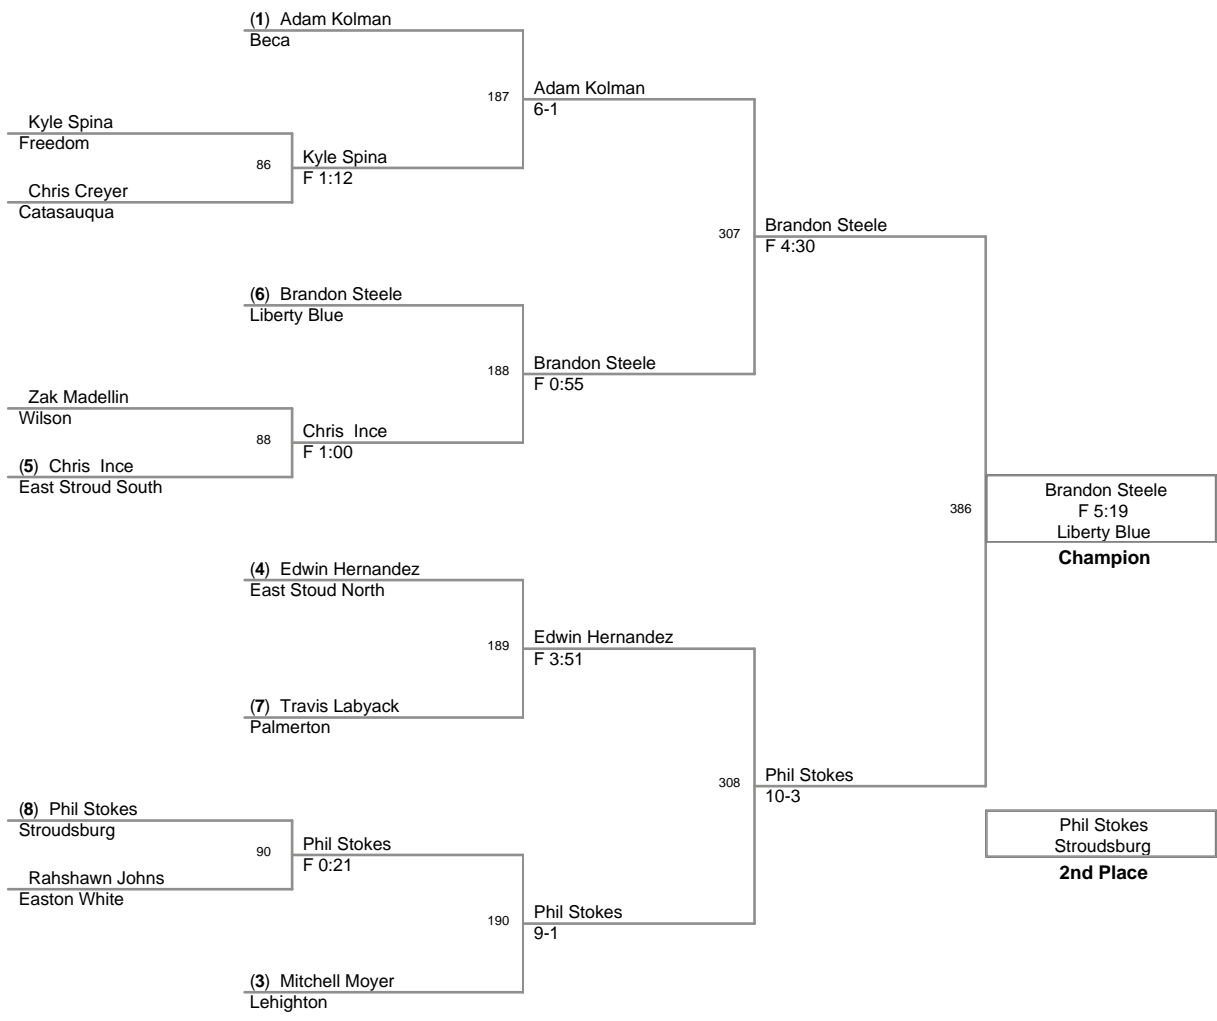 (1) Adam Kolman
Beca
187
Adam Kolman
6-1
Kyle Spina
Freedom
86
Kyle Spina
F 1:12
Chris Creyer
Catasauqua
307
Brandon Steele
F 4:30
(6) Brandon Steele
Liberty Blue
188
Brandon Steele
F 0:55
Zak Madellin
Wilson
88
Chris Ince
F 1:00
(5) Chris Ince
East Stroud South
386
Brandon Steele
F 5:19
Liberty Blue
Champion
(4) Edwin Hernandez
East Stoud North
189
Edwin Hernandez
F 3:51
(7) Travis Labyack
Palmerton
308
Phil Stokes
10-3
(8) Phil Stokes
Stroudsburg
90
Phil Stokes
F 0:21
Rahshawn Johns
Easton White
Phil Stokes
Stroudsburg
2nd Place
190
Phil Stokes
9-1
(3) Mitchell Moyer
Lehighton